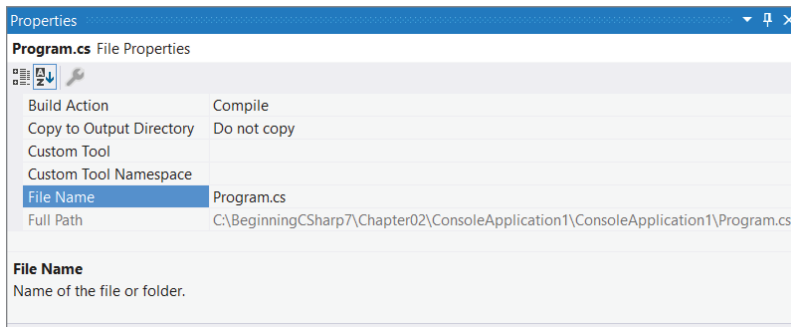 Properties
Program.cs File Properties
Build Action Compile
Copy to Output Directory Do not copy
Custom Tool
Custom Tool Namespace
File Name Program.cs
Full Path C:\BeginningCSharp7\Chapter02\ConsoleApplication1\ConsoleApplication1\Program.cs
File Name
Name of the file or folder.